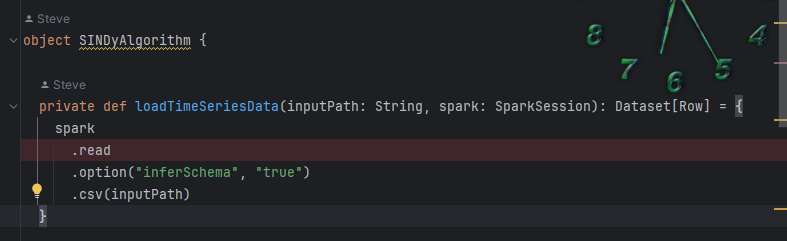 Steve
object SINDyAlgorithm {
Steve
private def loadTimeSeriesData(inputPath: String, spark: SparkSession): Dataset[Row] = {
spark
.read
.option("inferSchema", "true")
.csv(inputPath)
}
8
4
7
6
5